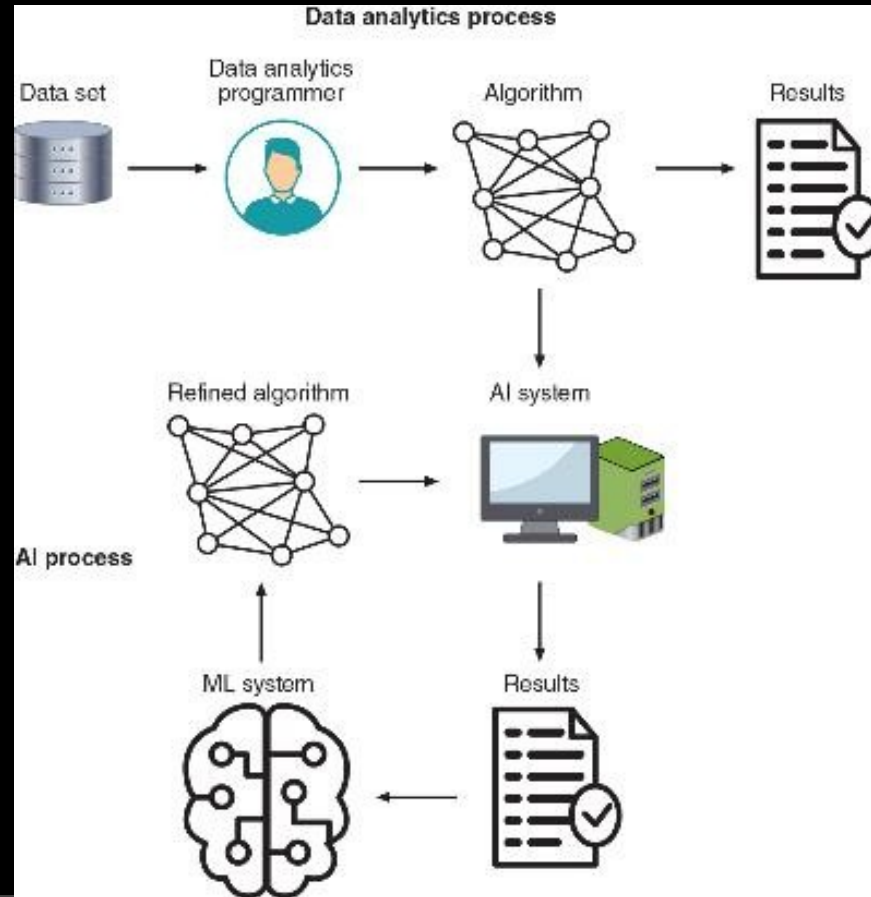 Data analytics process
Data set
Data analytics
programmer
Algorithm
Results
Refined algorithm
AI system
AI process
ML system
Results